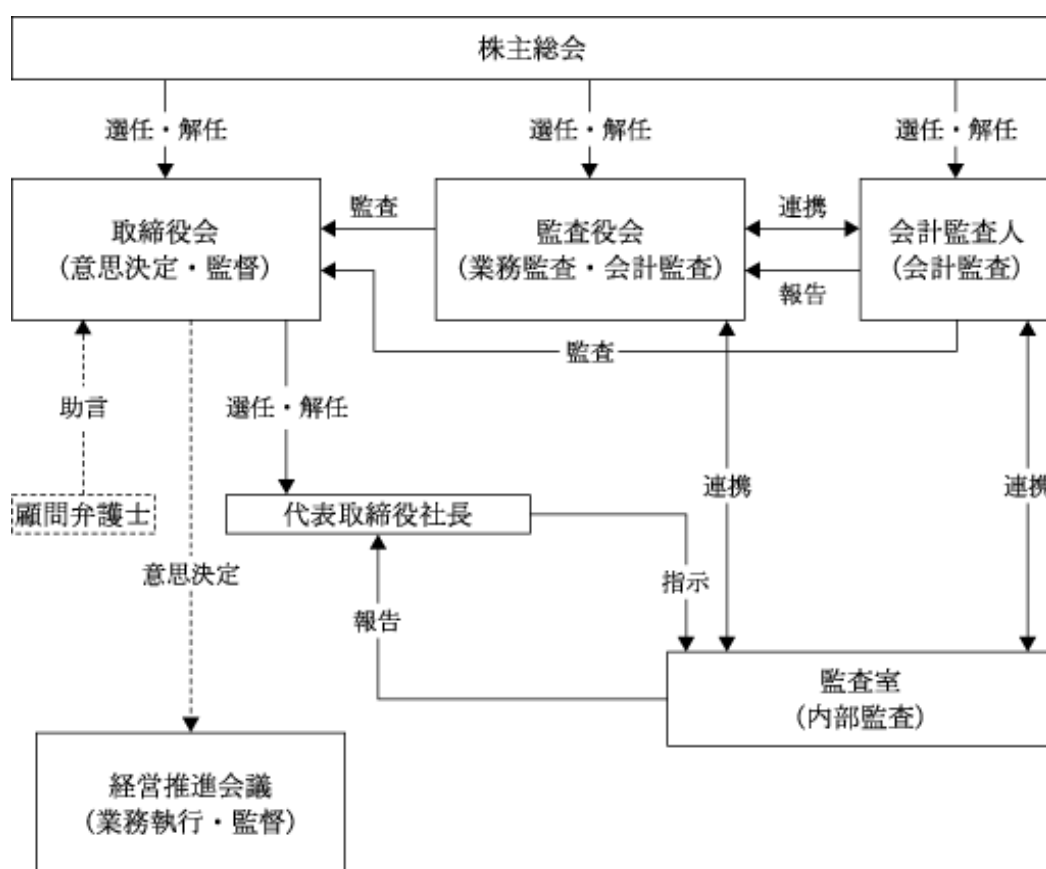 株主総会
選任・解任
選任・解任
選任・解任
取締役会
(意思決定・監督)
監査
監査役会
(業務監査・会計監査)
連携
報告
会計監査人
(会計監査)
監査
助言
選任・解任
顧問弁護士
代表取締役社長
連携
連携
意思決定
指示
報告
監査室
(内部監査)
経営推進会議
(業務執行・監督)